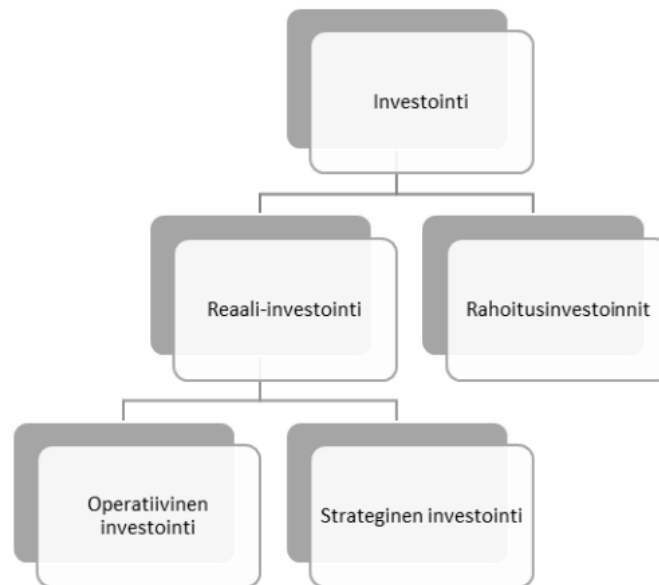 Investointi
Reaali-investointi
Rahoitusinvestoinnit
Operatiivinen
investointi
Strateginen investointi